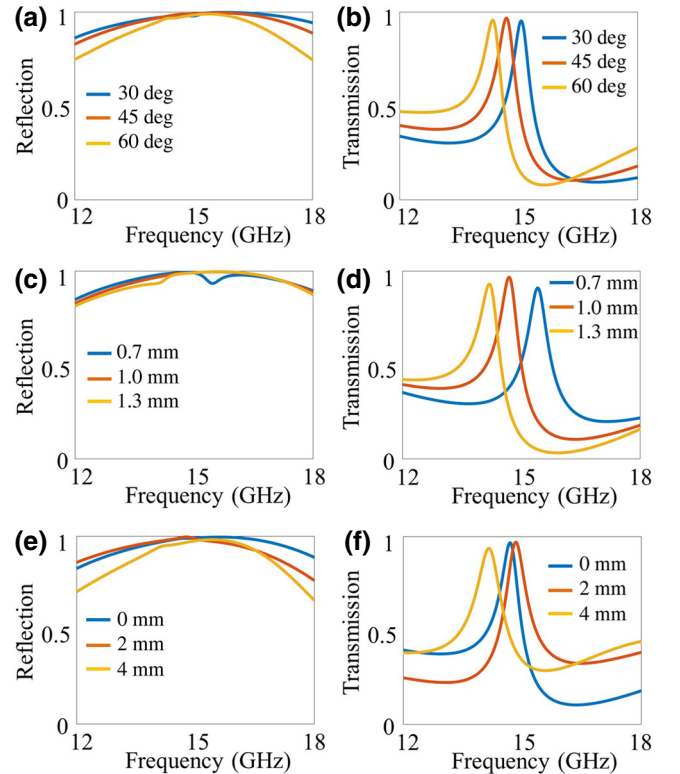 (a)
1
0.5
0
Reflection
30 deg
45 deg
60 deg
12 15 18
Frequency (GHz)
(b)
1
0.5
0
Transmission
30 deg
45 deg
60 deg
12 15 18
Frequency (GHz)
(c)
1
0.5
0
Reflection
0.7 mm
1.0 mm
1.3 mm
12 15 18
Frequency (GHz)
(d)
1
0.5
0
Transmission
0.7 mm
1.0 mm
1.3 mm
12 15 18
Frequency (GHz)
(e)
1
0.5
0
Reflection
0 mm
2 mm
4 mm
12 15 18
Frequency (GHz)
(f)
1
0.5
0
Transmission
0 mm
2 mm
4 mm
12 15 18
Frequency (GHz)